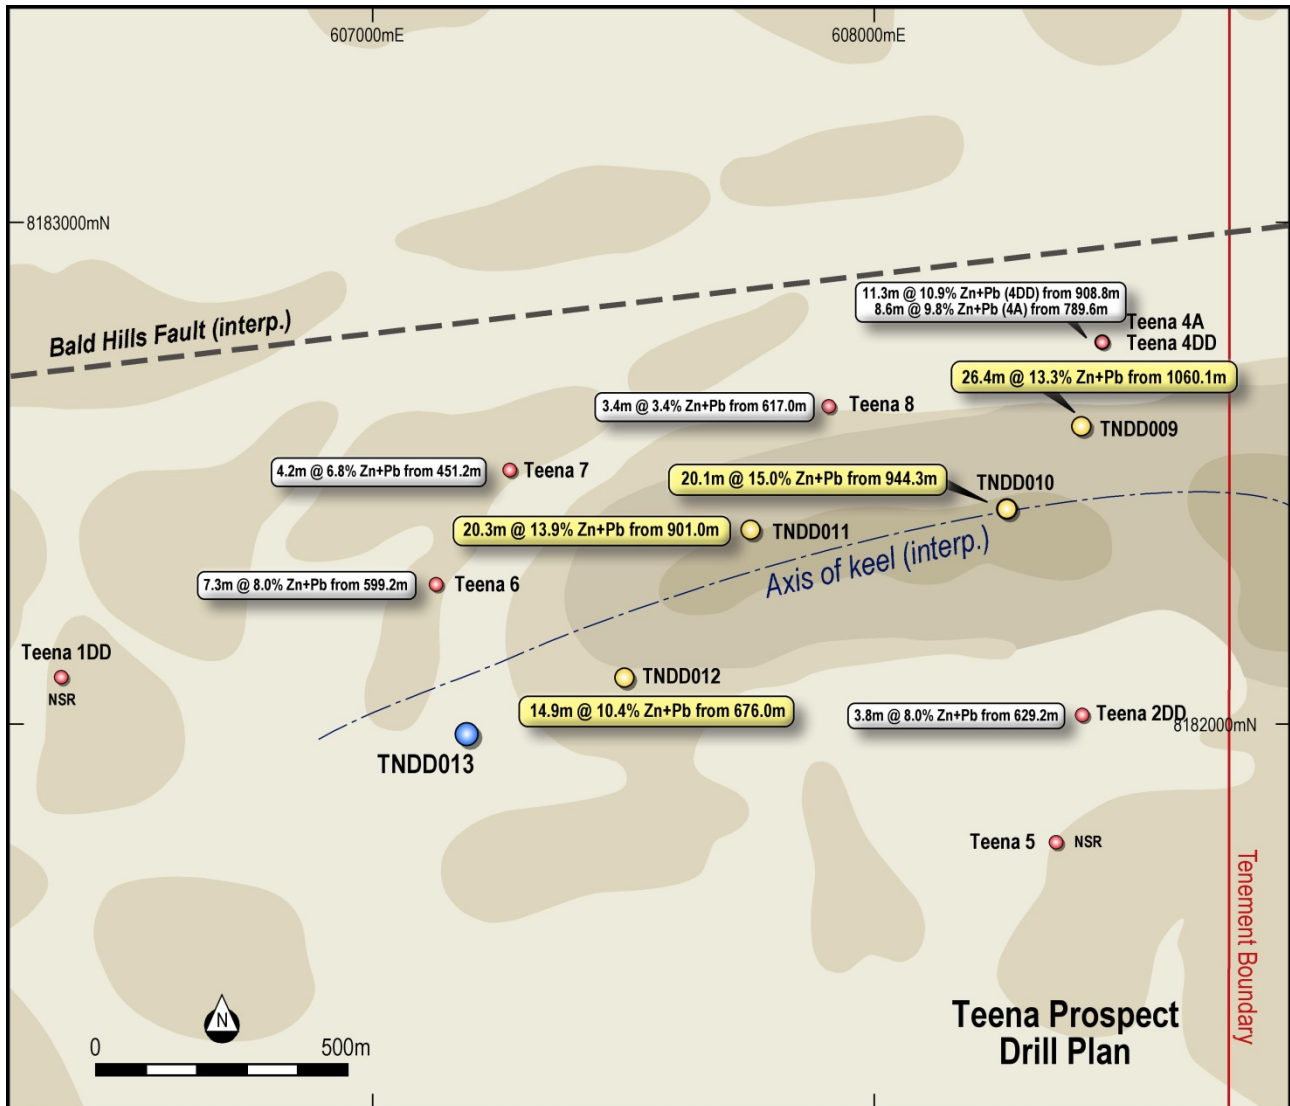 607000mE
608000mE
8183000mN
Bald Hills Fault (interp.)
11.3m @ 10.9% Zn+Pb (4DD) from 908.8m
8.6m @ 9.8% Zn+Pb (4A) from 789.6m
Teena 4A
Teena 4DD
26.4m @ 13.3% Zn+Pb from 1060.1m
TNDD009
3.4m @ 3.4% Zn+Pb from 617.0m
Teena 8
4.2m @ 6.8% Zn+Pb from 451.2m
Teena 7
20.1m @ 15.0% Zn+Pb from 944.3m
TNDD010
20.3m @ 13.9% Zn+Pb from 901.0m
TNDD011
Axis of keel (interp.)
7.3m @ 8.0% Zn+Pb from 599.2m
Teena 6
Teena 1DD
NSR
TNDD012
14.9m @ 10.4% Zn+Pb from 676.0m
3.8m @ 8.0% Zn+Pb from 629.2m
Teena 2DD
8182000mN
TNDD013
Teena 5
NSR
Tenement Boundary
N
0
500m
Teena Prospect
Drill Plan